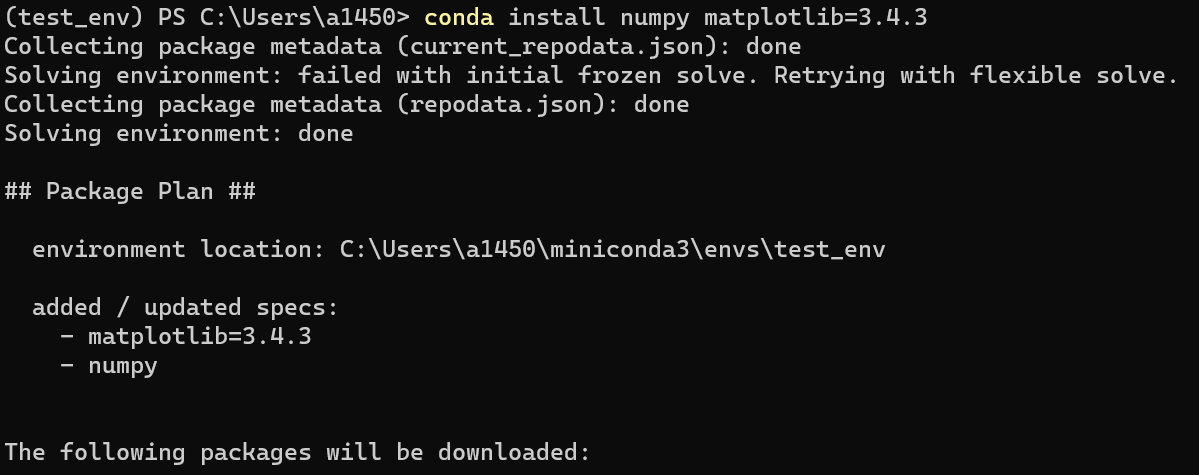 (test_env) PS C:\Users\a1450> conda install numpy matplotlib=3.4.3
Collecting package metadata (current_repodata.json): done
Solving environment: failed with initial frozen solve. Retrying with flexible solve.
Collecting package metadata (repodata.json): done
Solving environment: done
## Package Plan ##
environment location: C:\Users\a1450\miniconda3\envs\test_env
added / updated specs:
- matplotlib=3.4.3
- numpy
The following packages will be downloaded: